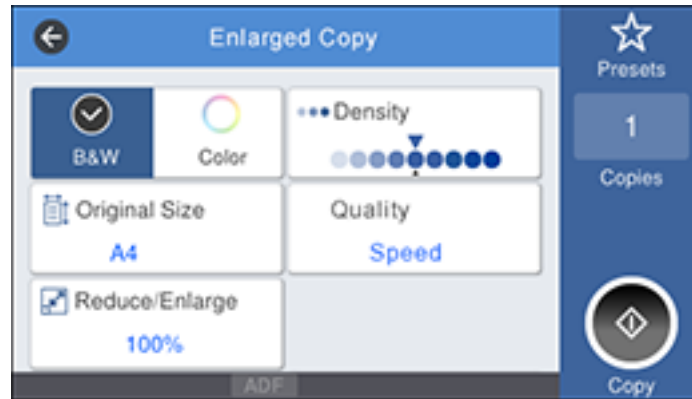 Enlarged Copy
Presets
B&W
Color
Density
1
Copies
Original Size
A4
Quality
Speed
Reduce/Enlarge
100%
ADF
Copy